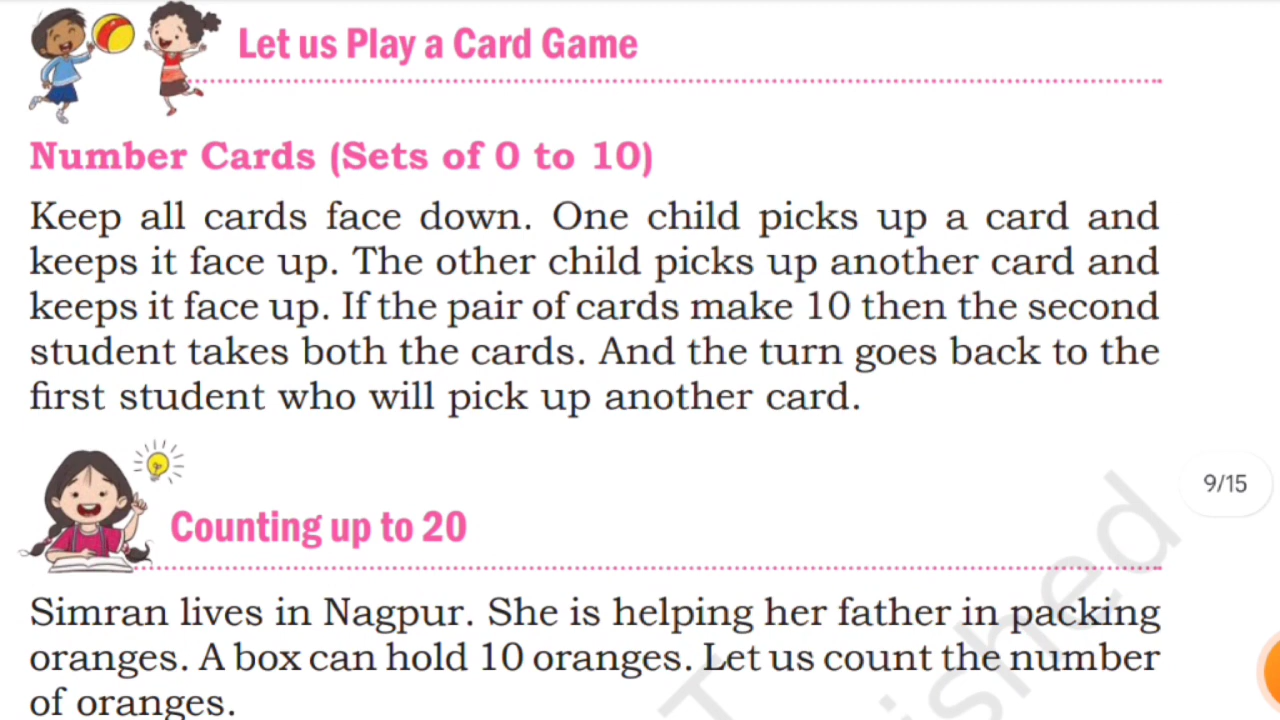 Let us Play a Card Game
Number Cards (Sets of 0 to 10)
Keep all cards face down. One child picks up a card and
keeps it face up. The other child picks up another card and
keeps it face up. If the pair of cards make 10 then the second
student takes both the cards. And the turn goes back to the
first student who will pick up another card.
9/15
Counting up to 20
Simran lives in Nagpur. She is helping her father in packing
oranges. A box can hold 10 oranges. Let us count the number
of oranges.